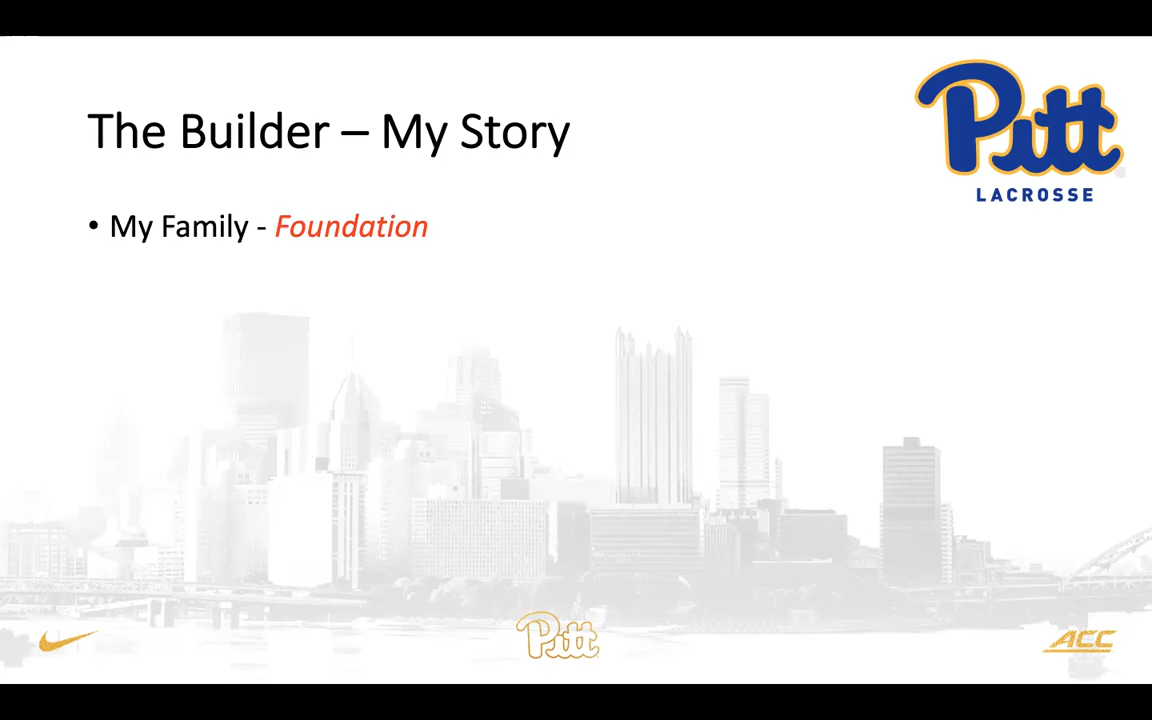 Pitt
LACROSSE
The Builder – My Story
• My Family - Foundation
Pitt
ACC